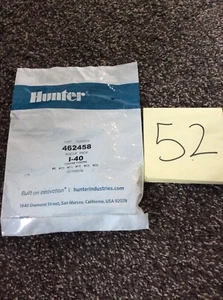 Hunter®
462458
I-40
Built on Innovation® | hunterindustries.com
1940 Diamond Street, San Marcos, California, USA 92078
52